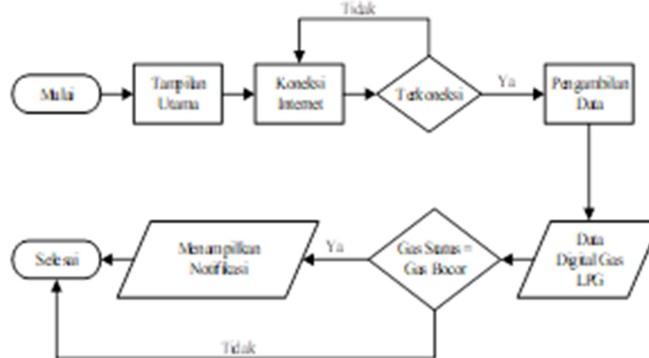 Tidak
Mulai
Tampilan
Utama
Koneksi
Internet
Terkoneksi
Ya
Pengambilan
Data
Selesai
Menampilkan
Notifikasi
Ya
Gas Status =
Gas Bocor
Data
Digital Gas
LPG
Tidak